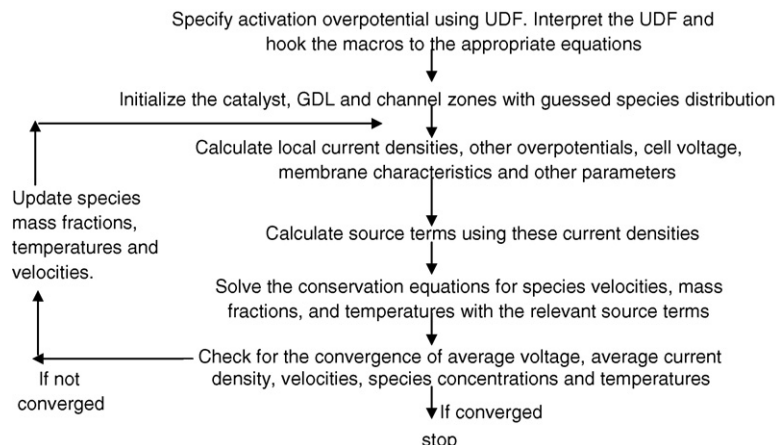 Specify activation overpotential using UDF. Interpret the UDF and
hook the macros to the appropriate equations
Initialize the catalyst, GDL and channel zones with guessed species distribution
Calculate local current densities, other overpotentials, cell voltage,
membrane characteristics and other parameters
Update species
mass fractions,
temperatures and
velocities.
Calculate source terms using these current densities
Solve the conservation equations for species velocities, mass
fractions, and temperatures with the relevant source terms
Check for the convergence of average voltage, average current
density, velocities, species concentrations and temperatures
If not
converged
If converged
stop